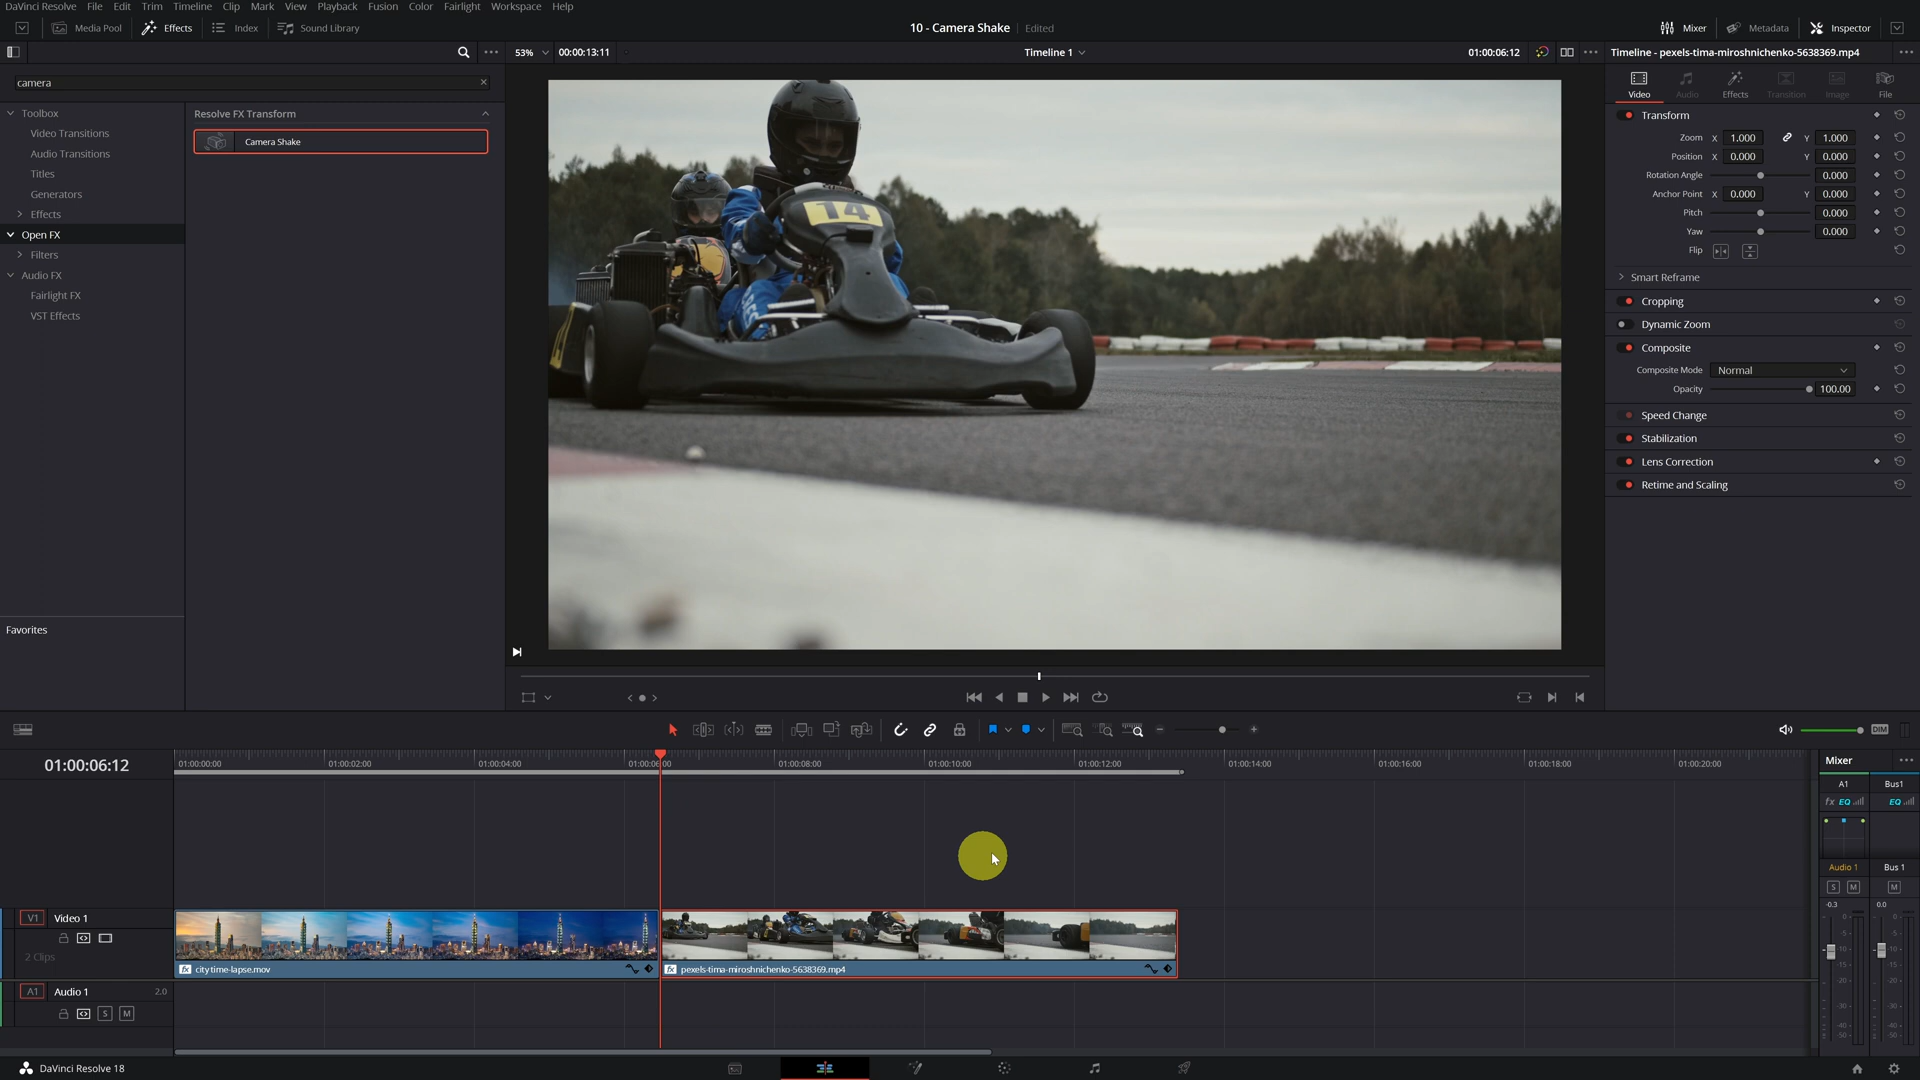 DaVinci Resolve File Edit Trim Timeline Clip Mark View Playback Fusion Color Fairlight Workspace Help
Media Pool Effects Index Sound Library 10 - Camera Shake Edited Mixer Metadata Inspector
53% 00:00:13:11 Timeline 1 01:00:06:12 Timeline - pexels-tima-miroshnichenko-5638369.mp4
camera
Video Audio Effects Transition Image File
Toolbox
Video Transitions
Audio Transitions
Titles
Generators
Effects
Open FX
Filters
Audio FX
Fairlight FX
VST Effects
Favorites
Resolve FX Transform
Camera Shake
14
Transform
Zoom X 1.000 Y 1.000
Position X 0.000 Y 0.000
Rotation Angle 0.000
Anchor Point X 0.000 Y 0.000
Pitch 0.000
Yaw 0.000
Flip
Smart Reframe
Cropping
Dynamic Zoom
Composite
Composite Mode Normal
Opacity 100.00
Speed Change
Stabilization
Lens Correction
Retime and Scaling
DIM
01:00:06:12
01:00:00:00 01:00:02:00 01:00:04:00 01:00:06:00 01:00:08:00 01:00:10:00 01:00:12:00 01:00:14:00 01:00:16:00 01:00:18:00 01:00:20:00
V1 Video 1
2 Clips
fx city time-lapse.mov
fx pexels-tima-miroshnichenko-5638369.mp4
A1 Audio 1 2.0
S M
Mixer
A1 Bus1
fx EQ EQ
Audio 1 Bus 1
S M M
-0.3 0.0
DaVinci Resolve 18